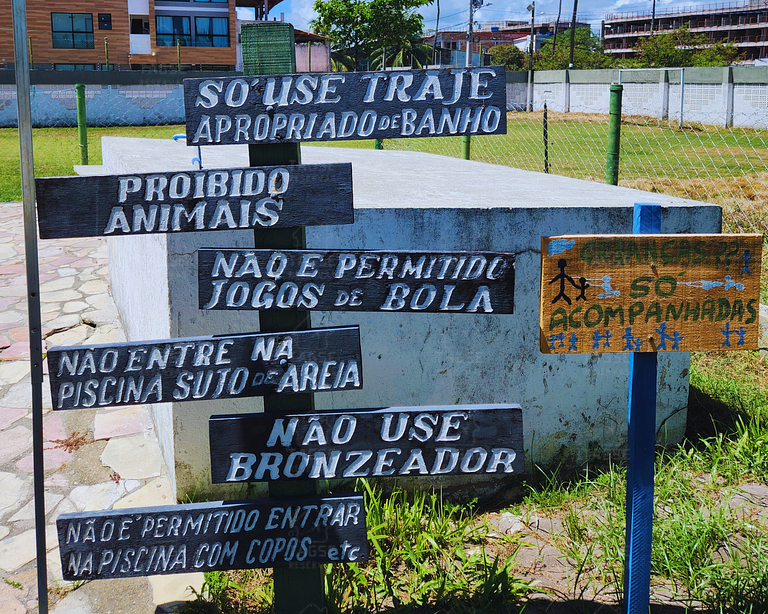 SÓ USE TRAJE
APROPRIADO DE BANHO
PROIBIDO
ANIMAIS
NÃO E PERMITIDO
JOGOS DE BOLA
NÃO ENTRE NA
PISCINA SUJO DE AREIA
NÃO USE
BRONZEADOR
NÃO E PERMITIDO ENTRAR
NA PISCINA COM COPOS etc
CRIANÇAS ??
SÓ
ACOMPANHADAS